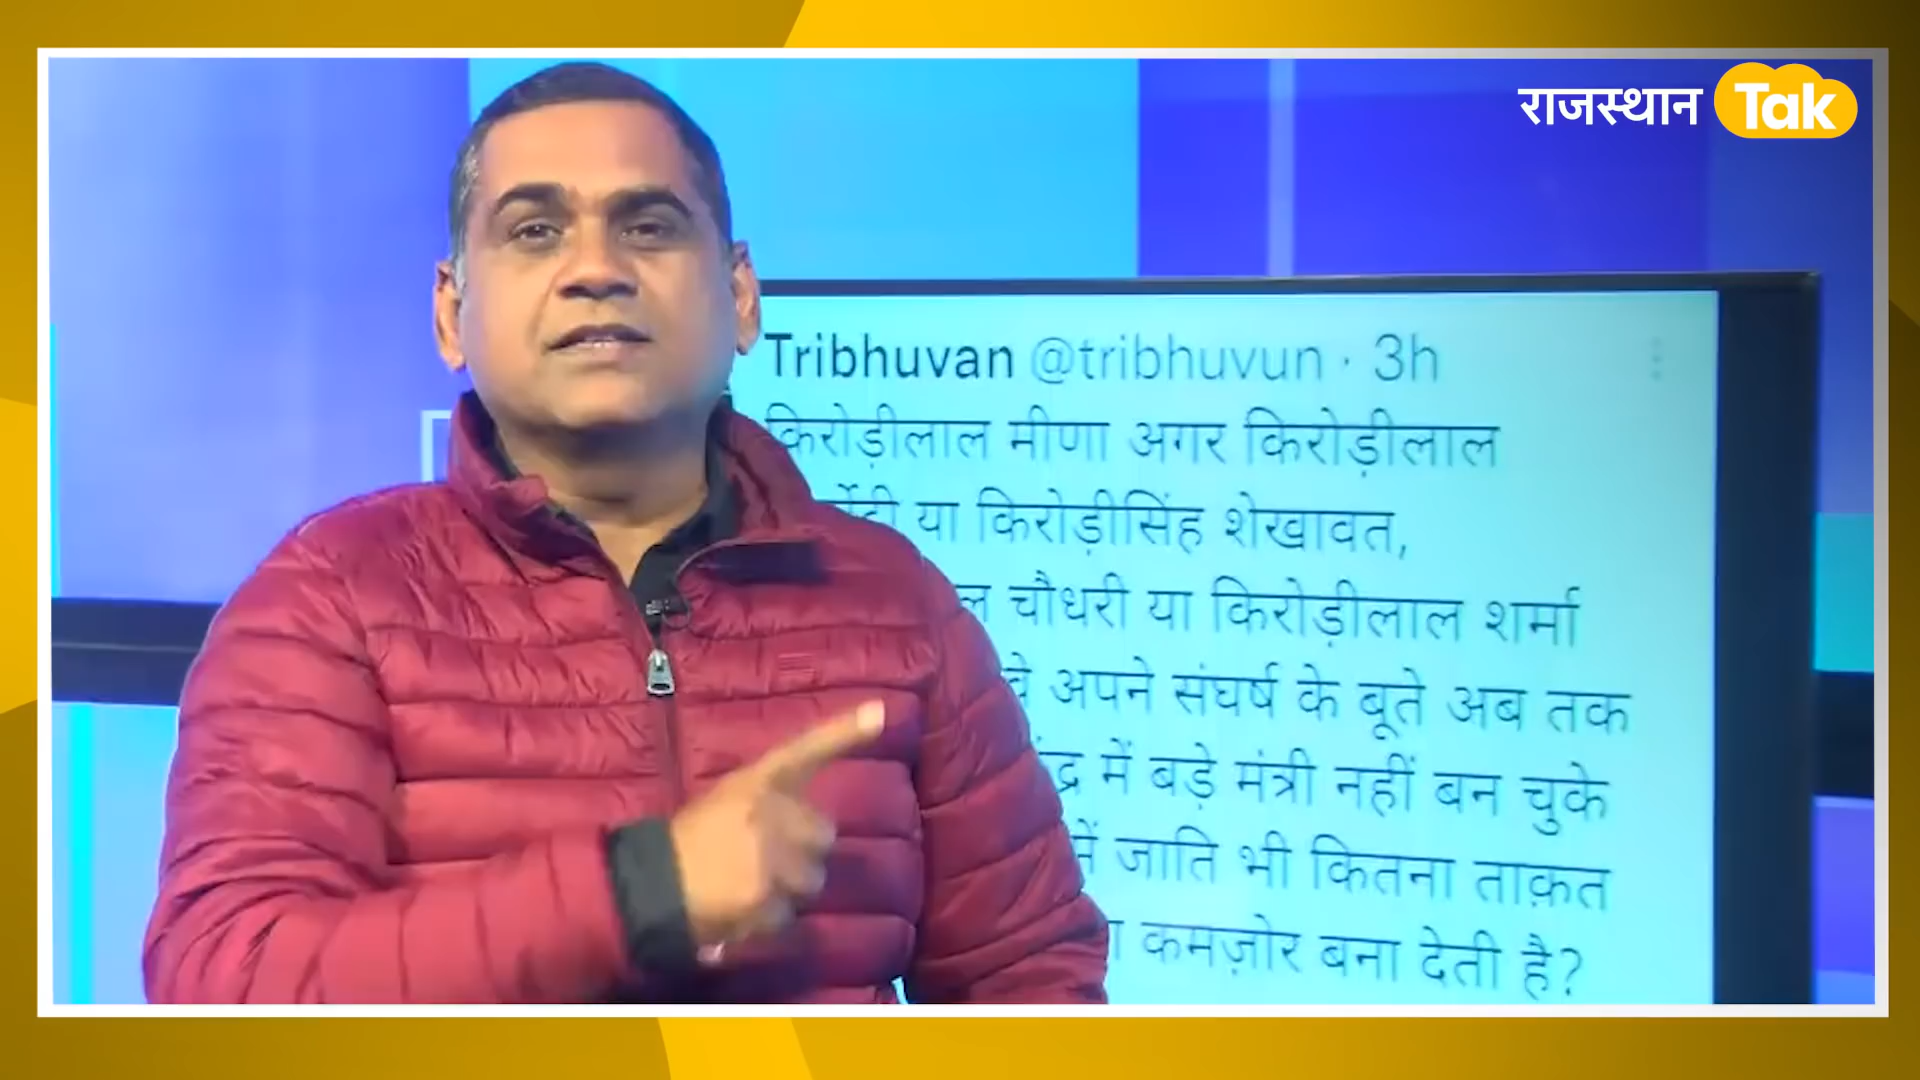 राजस्थान Tak
Tribhuvan @tribhuvun · 3h
किरोड़ीलाल मीणा अगर किरोड़ीलाल
या किरोड़ीसिंह शेखावत,
चौधरी या किरोड़ीलाल शर्मा
अपने संघर्ष के बूते अब तक
में बड़े मंत्री नहीं बन चुके
में जाति भी कितना ताक़त
कमज़ोर बना देती है?